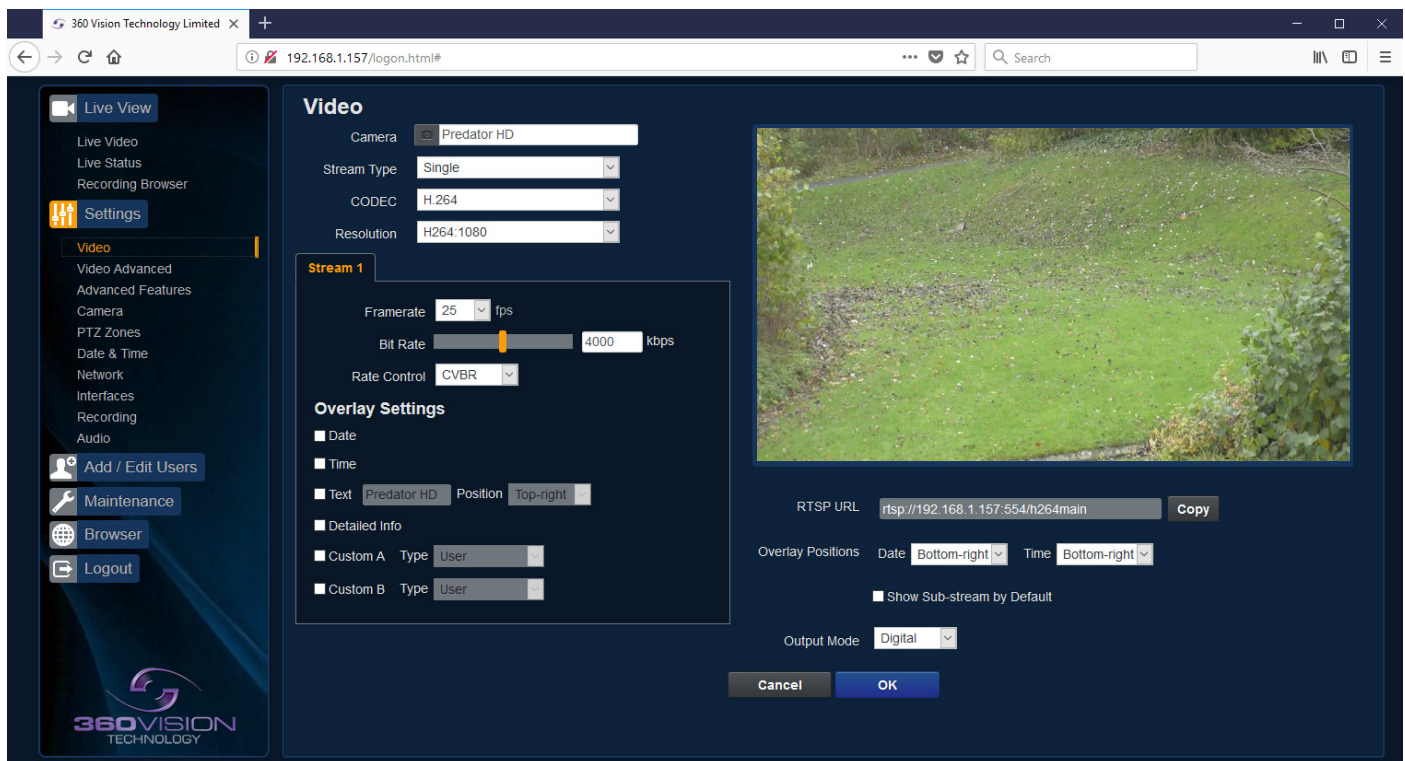 360 Vision Technology Limited
192.168.1.157/logon.html#
Search
Live View
Live Video
Live Status
Recording Browser
Settings
Video
Video Advanced
Advanced Features
Camera
PTZ Zones
Date & Time
Network
Interfaces
Recording
Audio
Add / Edit Users
Maintenance
Browser
Logout
360VISION
TECHNOLOGY
Video
Camera Predator HD
Stream Type Single
CODEC H.264
Resolution H264:1080
Stream 1
Framerate 25 fps
Bit Rate 4000 kbps
Rate Control CVBR
Overlay Settings
Date
Time
Text Predator HD Position Top-right
Detailed Info
Custom A Type User
Custom B Type User
RTSP URL rtsp://192.168.1.157:554/h264main Copy
Overlay Positions Date Bottom-right Time Bottom-right
Show Sub-stream by Default
Output Mode Digital
Cancel OK